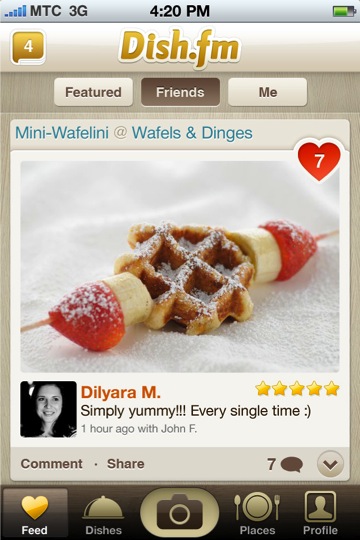 MTC 3G 4:20 PM
4 Dish.fm
Featured Friends Me
Mini-Wafelini @ Wafels & Dinges
7
Dilyara M.
Simply yummy!!! Every single time :)
1 hour ago with John F.
Comment · Share 7
Feed Dishes Places Profile